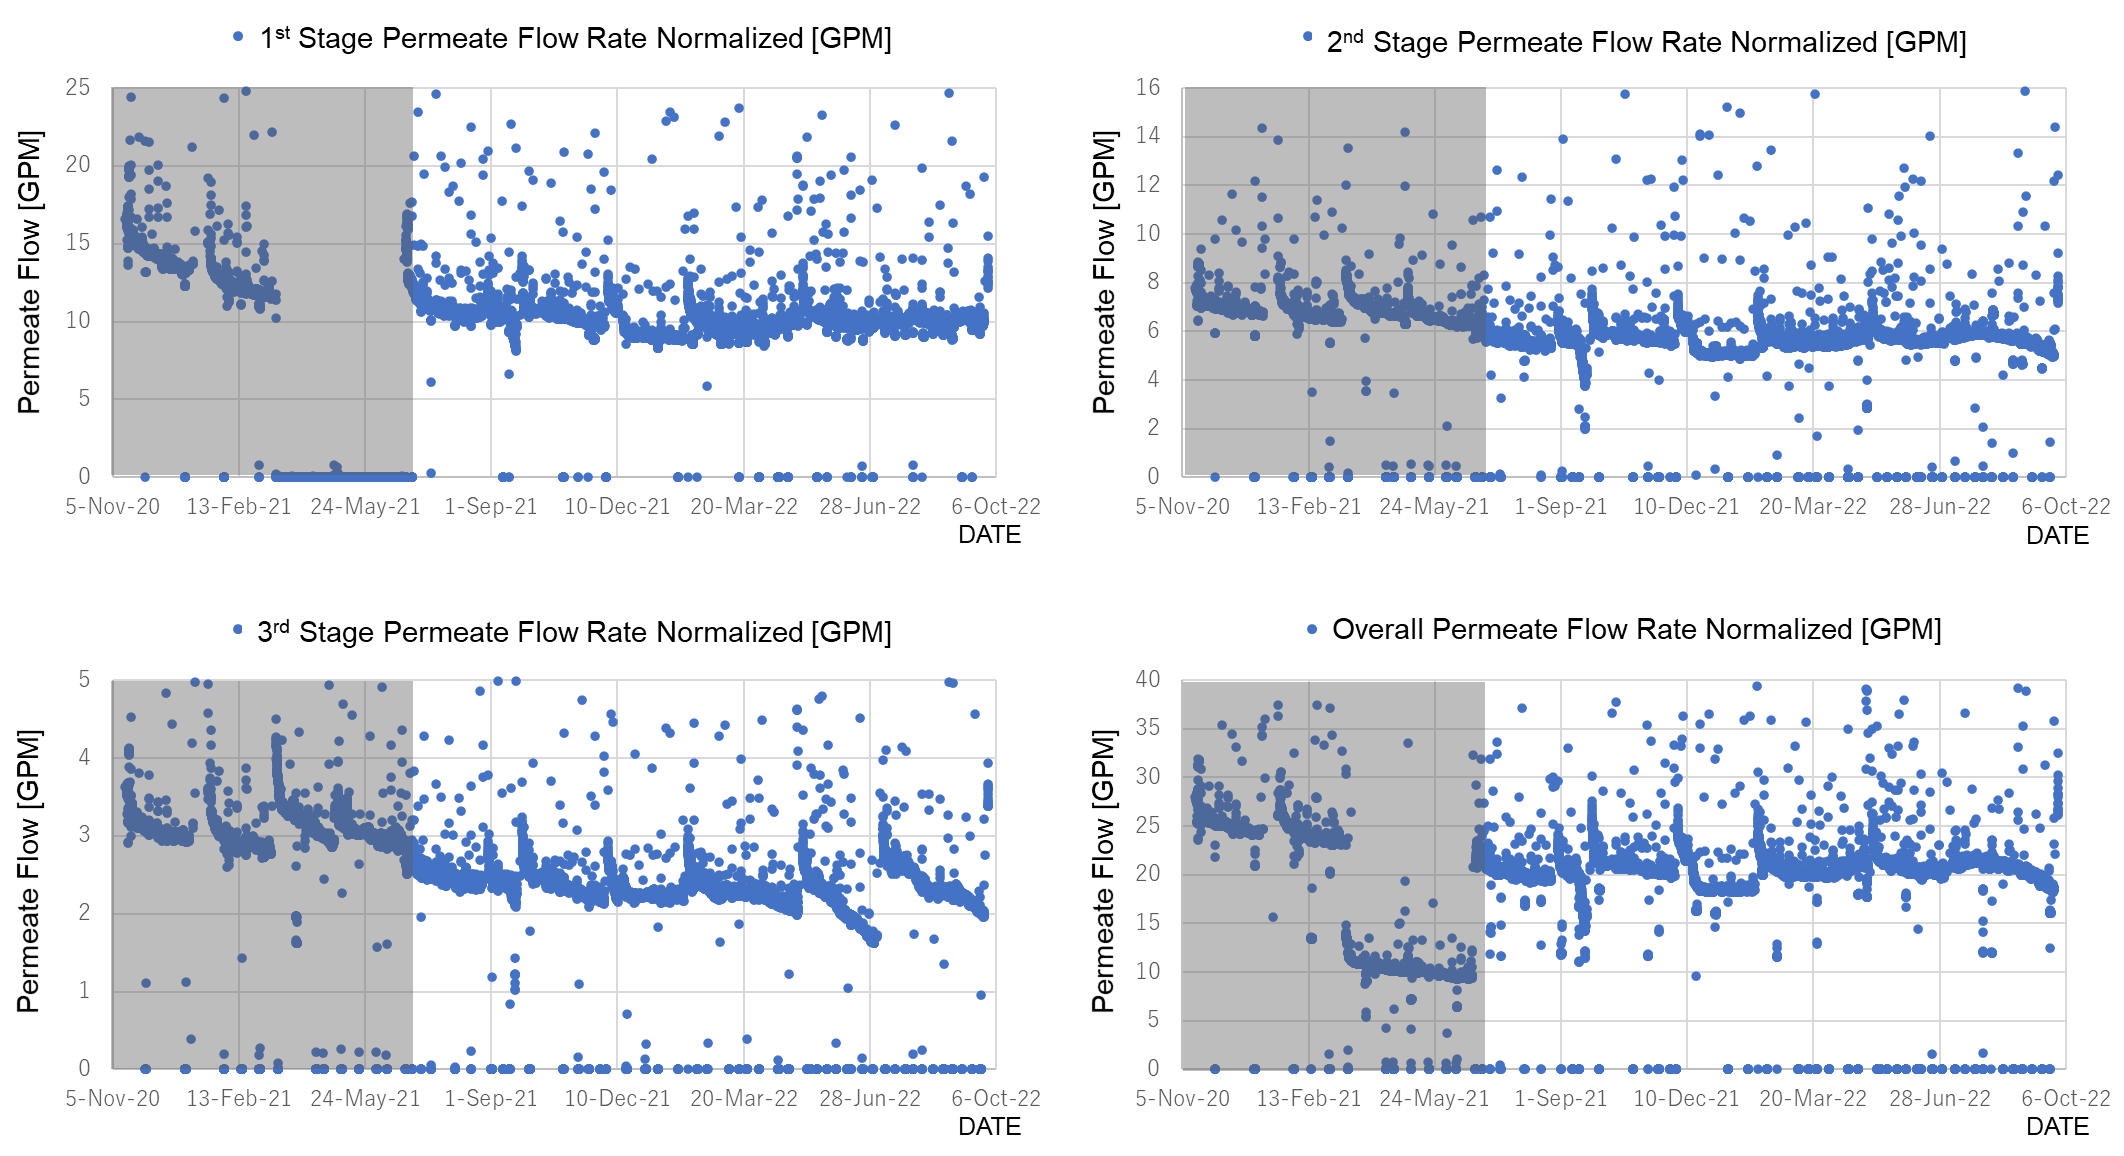 1st Stage Permeate Flow Rate Normalized [GPM]
Permeate Flow [GPM]
25
20
15
10
5
0
5-Nov-20 13-Feb-21 24-May-21 1-Sep-21 10-Dec-21 20-Mar-22 28-Jun-22 6-Oct-22
DATE
2nd Stage Permeate Flow Rate Normalized [GPM]
Permeate Flow [GPM]
16
14
12
10
8
6
4
2
0
5-Nov-20 13-Feb-21 24-May-21 1-Sep-21 10-Dec-21 20-Mar-22 28-Jun-22 6-Oct-22
DATE
3rd Stage Permeate Flow Rate Normalized [GPM]
Permeate Flow [GPM]
5
4
3
2
1
0
5-Nov-20 13-Feb-21 24-May-21 1-Sep-21 10-Dec-21 20-Mar-22 28-Jun-22 6-Oct-22
DATE
Overall Permeate Flow Rate Normalized [GPM]
Permeate Flow [GPM]
40
35
30
25
20
15
10
5
0
5-Nov-20 13-Feb-21 24-May-21 1-Sep-21 10-Dec-21 20-Mar-22 28-Jun-22 6-Oct-22
DATE